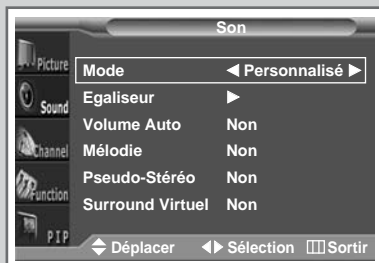 Son
Picture
Sound
Channel
Function
PIP
Mode ◀ Personnalisé ▶
Egaliseur ▶
Volume Auto Non
Mélodie Non
Pseudo-Stéréo Non
Surround Virtuel Non
Déplacer Sélection Sortir